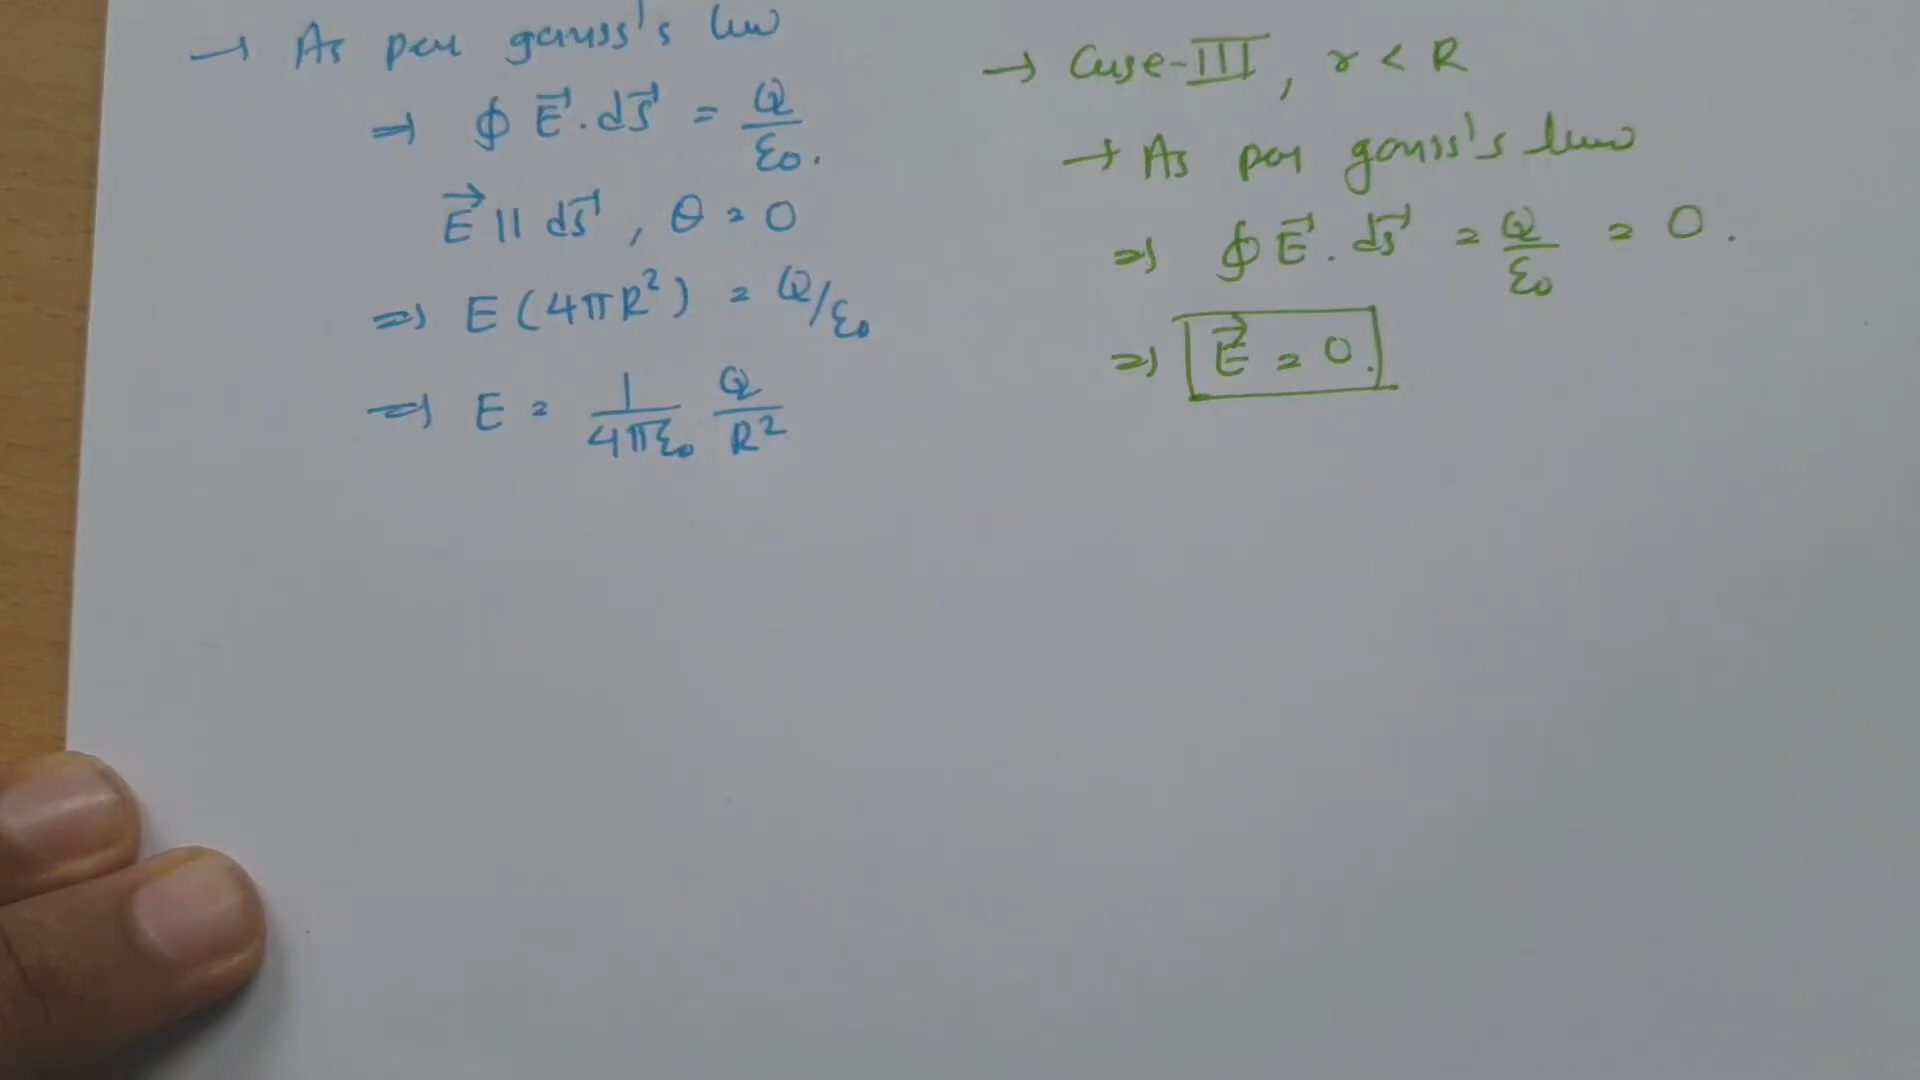 → As per gauss's law
⇒ ∮ E⃗ . dS⃗ = Q/ε₀.
E⃗ || dS⃗ , θ = 0
⇒ E ( 4πR² ) = Q/ε₀
⇒ E = 1/4πε₀ Q/R²
→ Case-III , r < R
→ As per gauss's law
⇒ ∮ E⃗ . dS⃗ = Q/ε₀ = 0 .
⇒ E⃗ = 0.